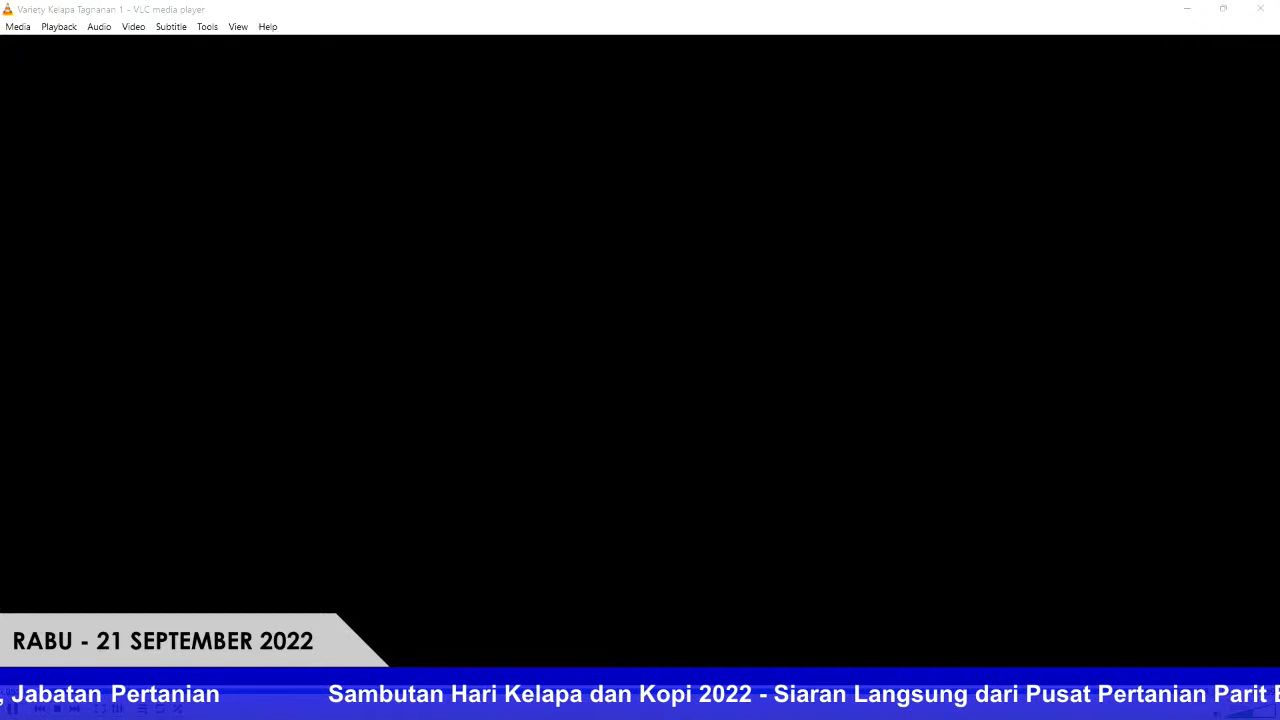 Variety Kelapa Tagnanan 1 - VLC media player
Media Playback Audio Video Subtitle Tools View Help
RABU - 21 SEPTEMBER 2022
, Jabatan Pertanian Sambutan Hari Kelapa dan Kopi 2022 - Siaran Langsung dari Pusat Pertanian Parit